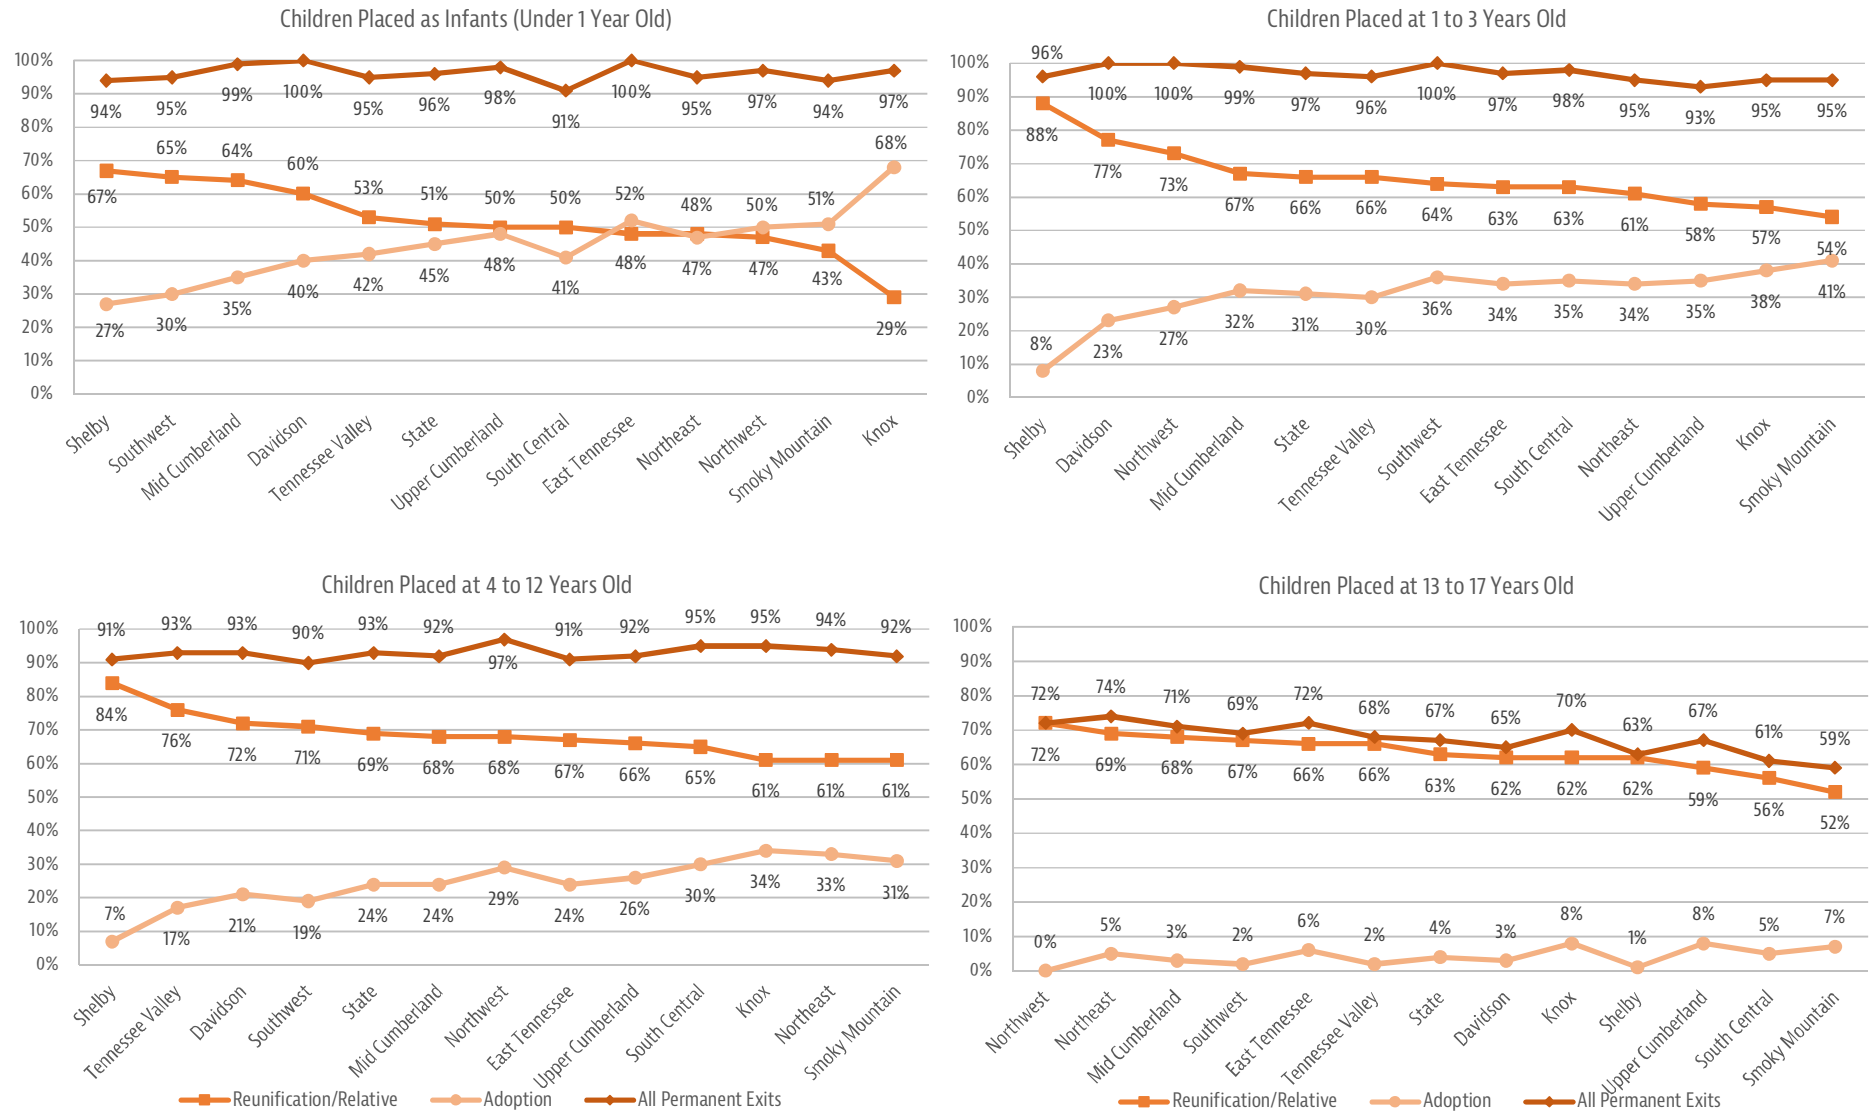 Children Placed as Infants (Under 1 Year Old)
100%
90%
80%
70%
60%
50%
40%
30%
20%
10%
0%
94% 95% 99% 100% 95% 96% 98% 91% 100% 95% 97% 94% 97%
67% 65% 64% 60% 53% 51% 50% 50% 48% 48% 47% 43% 29%
27% 30% 35% 40% 42% 45% 48% 41% 52% 47% 50% 51% 68%
Shelby
Southwest
Mid Cumberland
Davidson
Tennessee Valley
State
Upper Cumberland
South Central
East Tennessee
Northeast
Northwest
Smoky Mountain
Knox
Children Placed at 1 to 3 Years Old
100%
90%
80%
70%
60%
50%
40%
30%
20%
10%
0%
96% 100% 100% 99% 97% 96% 100% 97% 98% 95% 93% 95% 95%
88% 77% 73% 67% 66% 66% 64% 63% 63% 61% 58% 57% 54%
8% 23% 27% 32% 31% 30% 36% 34% 35% 34% 35% 38% 41%
Shelby
Davidson
Northwest
Mid Cumberland
State
Tennessee Valley
Southwest
East Tennessee
South Central
Northeast
Upper Cumberland
Knox
Smoky Mountain
Children Placed at 4 to 12 Years Old
100%
90%
80%
70%
60%
50%
40%
30%
20%
10%
0%
91% 93% 93% 90% 93% 92% 97% 91% 92% 95% 95% 94% 92%
84% 76% 72% 71% 69% 68% 68% 67% 66% 65% 61% 61% 61%
7% 17% 21% 19% 24% 24% 29% 24% 26% 30% 34% 33% 31%
Shelby
Tennessee Valley
Davidson
Southwest
State
Mid Cumberland
Northwest
East Tennessee
Upper Cumberland
South Central
Knox
Northeast
Smoky Mountain
Reunification/Relative Adoption All Permanent Exits
Children Placed at 13 to 17 Years Old
100%
90%
80%
70%
60%
50%
40%
30%
20%
10%
0%
72% 74% 71% 69% 72% 68% 67% 65% 70% 63% 67% 61% 59%
72% 69% 68% 67% 66% 66% 63% 62% 62% 62% 59% 56% 52%
0% 5% 3% 2% 6% 2% 4% 3% 8% 1% 8% 5% 7%
Northwest
Northeast
Mid Cumberland
Southwest
East Tennessee
Tennessee Valley
State
Davidson
Knox
Shelby
Upper Cumberland
South Central
Smoky Mountain
Reunification/Relative Adoption All Permanent Exits